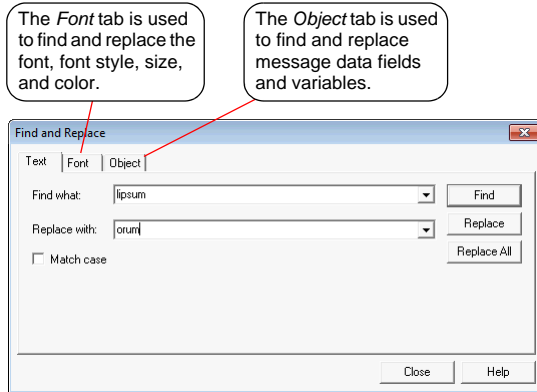 The Font tab is used
to find and replace the
font, font style, size,
and color.
The Object tab is used
to find and replace
message data fields
and variables.
Find and Replace
Text Font Object
Find what: lipsum Find
Replace with: orum Replace
Match case Replace All
Close Help